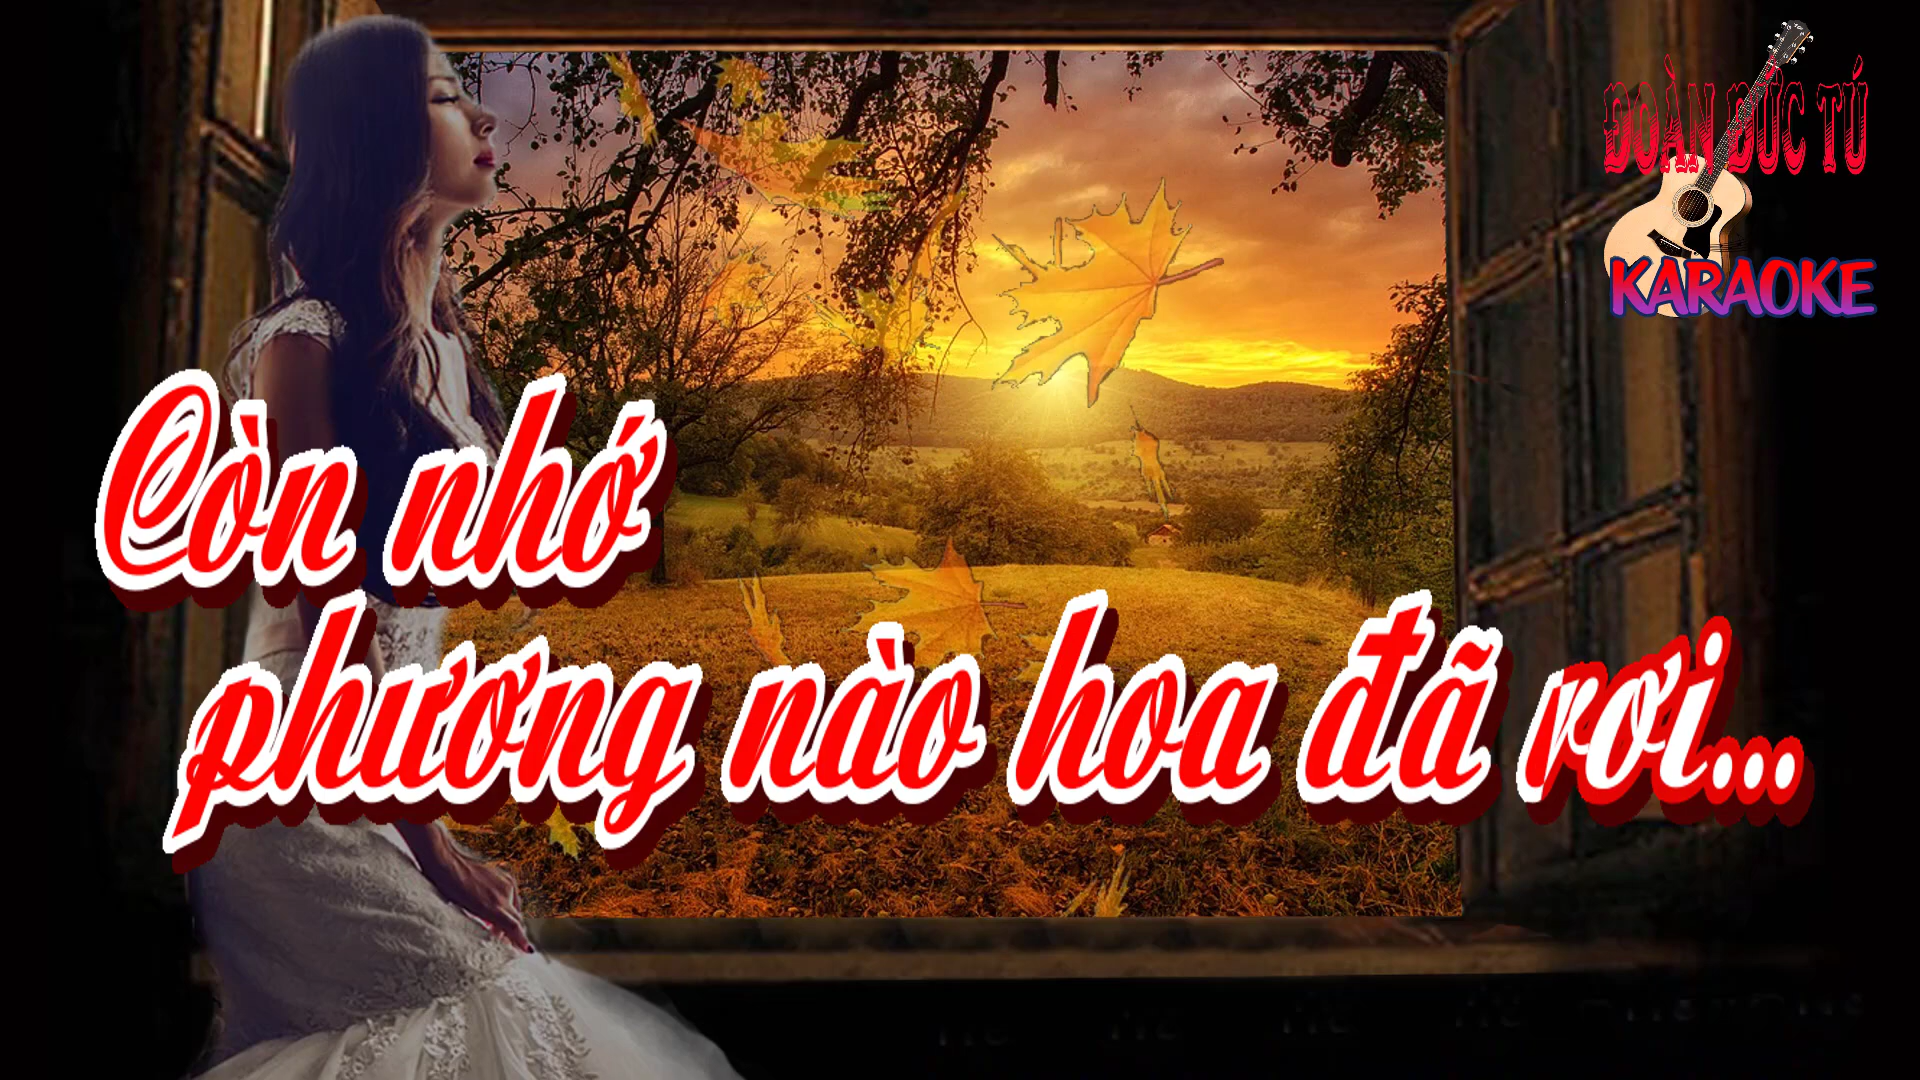 ĐOÀN ĐỨC TÚ
KARAOKE
Còn nhớ
phương nào hoa đã rơi...